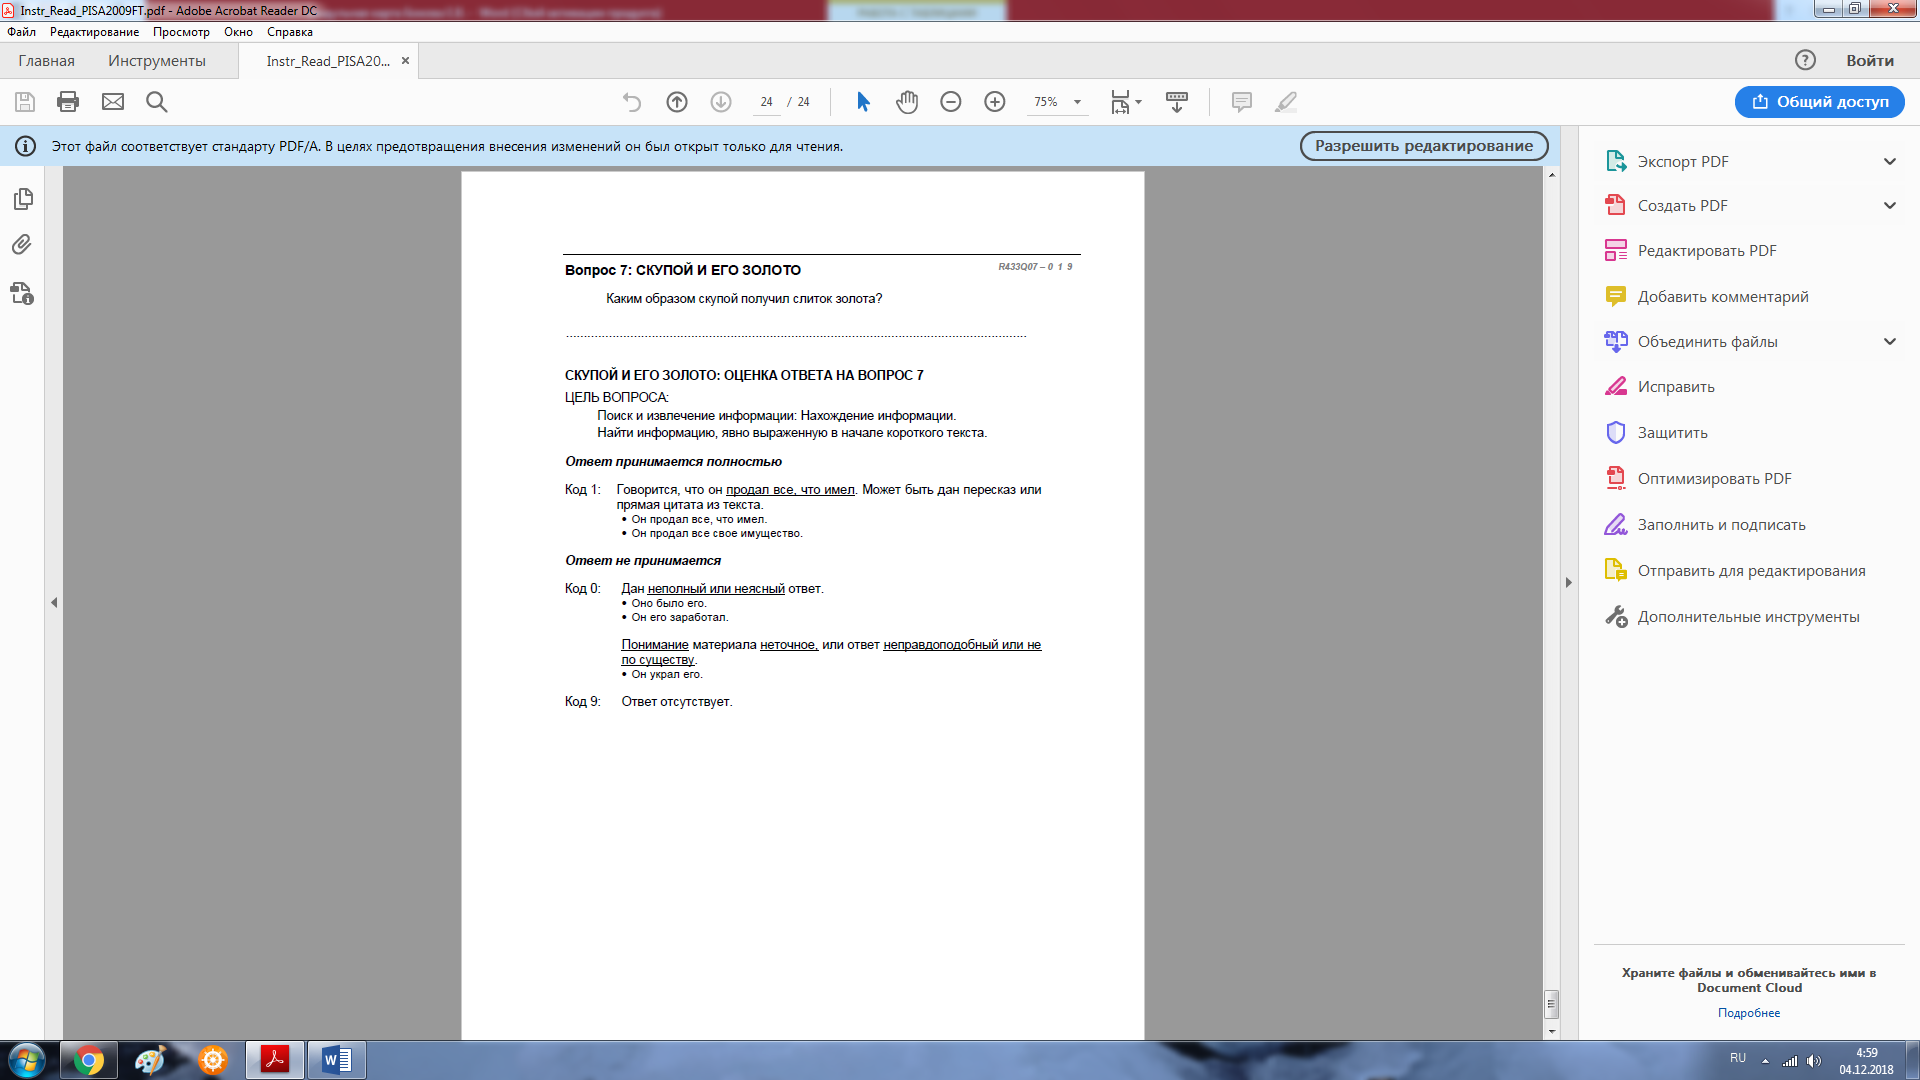 Instr_Read_PISA2009FT.pdf - Adobe Acrobat Reader DC
Файл Редактирование Просмотр Окно Справка
Главная Инструменты Instr_Read_PISA20... × Войти
24 / 24 75% Общий доступ
Этот файл соответствует стандарту PDF/A. В целях предотвращения внесения изменений он был открыт только для чтения. Разрешить редактирование
Вопрос 7: СКУПОЙ И ЕГО ЗОЛОТО R433Q07 – 0 1 9
Каким образом скупой получил слиток золота?
СКУПОЙ И ЕГО ЗОЛОТО: ОЦЕНКА ОТВЕТА НА ВОПРОС 7
ЦЕЛЬ ВОПРОСА:
Поиск и извлечение информации: Нахождение информации.
Найти информацию, явно выраженную в начале короткого текста.
Ответ принимается полностью
Код 1: Говорится, что он продал все, что имел. Может быть дан пересказ или
прямая цитата из текста.
• Он продал все, что имел.
• Он продал все свое имущество.
Ответ не принимается
Код 0: Дан неполный или неясный ответ.
• Оно было его.
• Он его заработал.
Понимание материала неточное, или ответ неправдоподобный или не
по существу.
• Он украл его.
Код 9: Ответ отсутствует.
Экспорт PDF
Создать PDF
Редактировать PDF
Добавить комментарий
Объединить файлы
Исправить
Защитить
Оптимизировать PDF
Заполнить и подписать
Отправить для редактирования
Дополнительные инструменты
Храните файлы и обменивайтесь ими в
Document Cloud
Подробнее
RU 4:59
04.12.2018